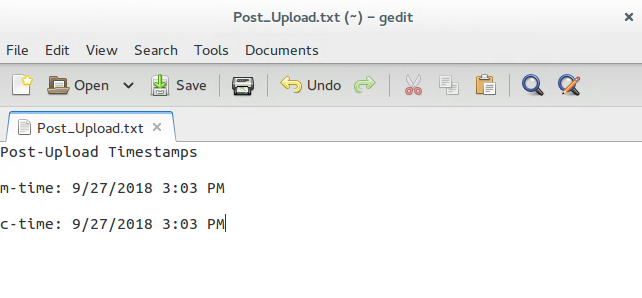 Post_Upload.txt (~) – gedit
File Edit View Search Tools Documents
Open Save Undo
Post_Upload.txt
Post-Upload Timestamps
m-time: 9/27/2018 3:03 PM
c-time: 9/27/2018 3:03 PM